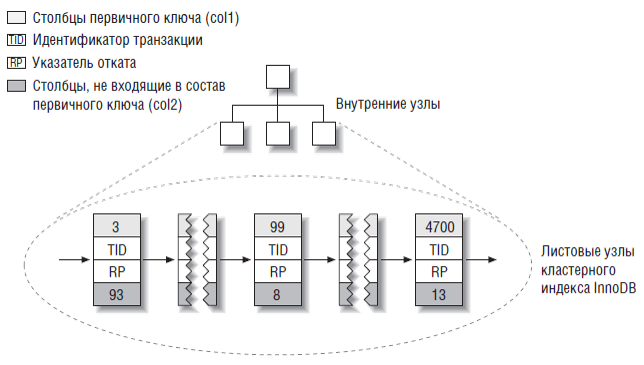 Столбцы первичного ключа (col1)
TID Идентификатор транзакции
RP Указатель отката
Столбцы, не входящие в состав
первичного ключа (col2)
Внутренние узлы
3 99 4700
TID TID TID
RP RP RP
93 8 13
Листовые узлы
кластерного
индекса InnoDB